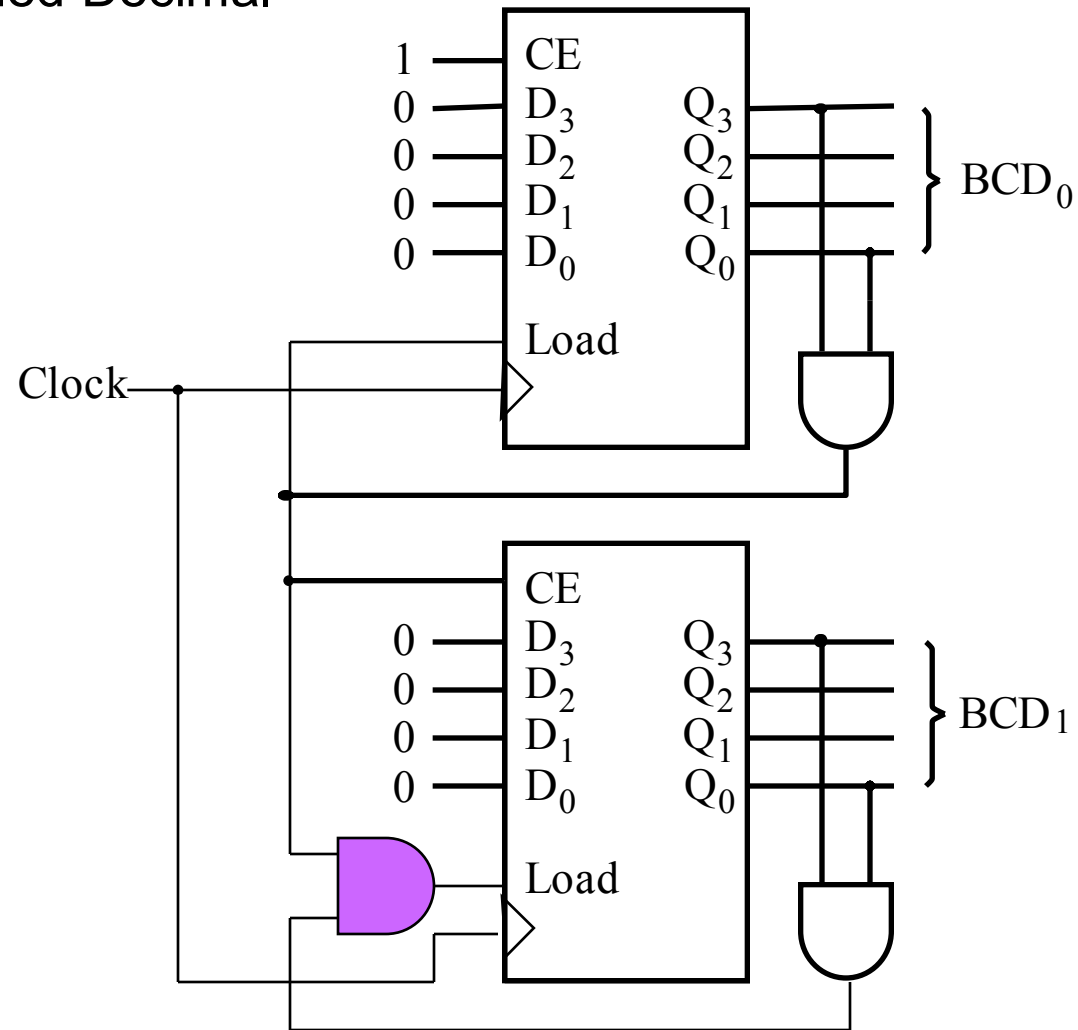 1 CE
0 D3 Q3
0 D2 Q2
0 D1 Q1
0 D0 Q0
BCD0
Load
Clock
CE
0 D3 Q3
0 D2 Q2
0 D1 Q1
0 D0 Q0
BCD1
Load